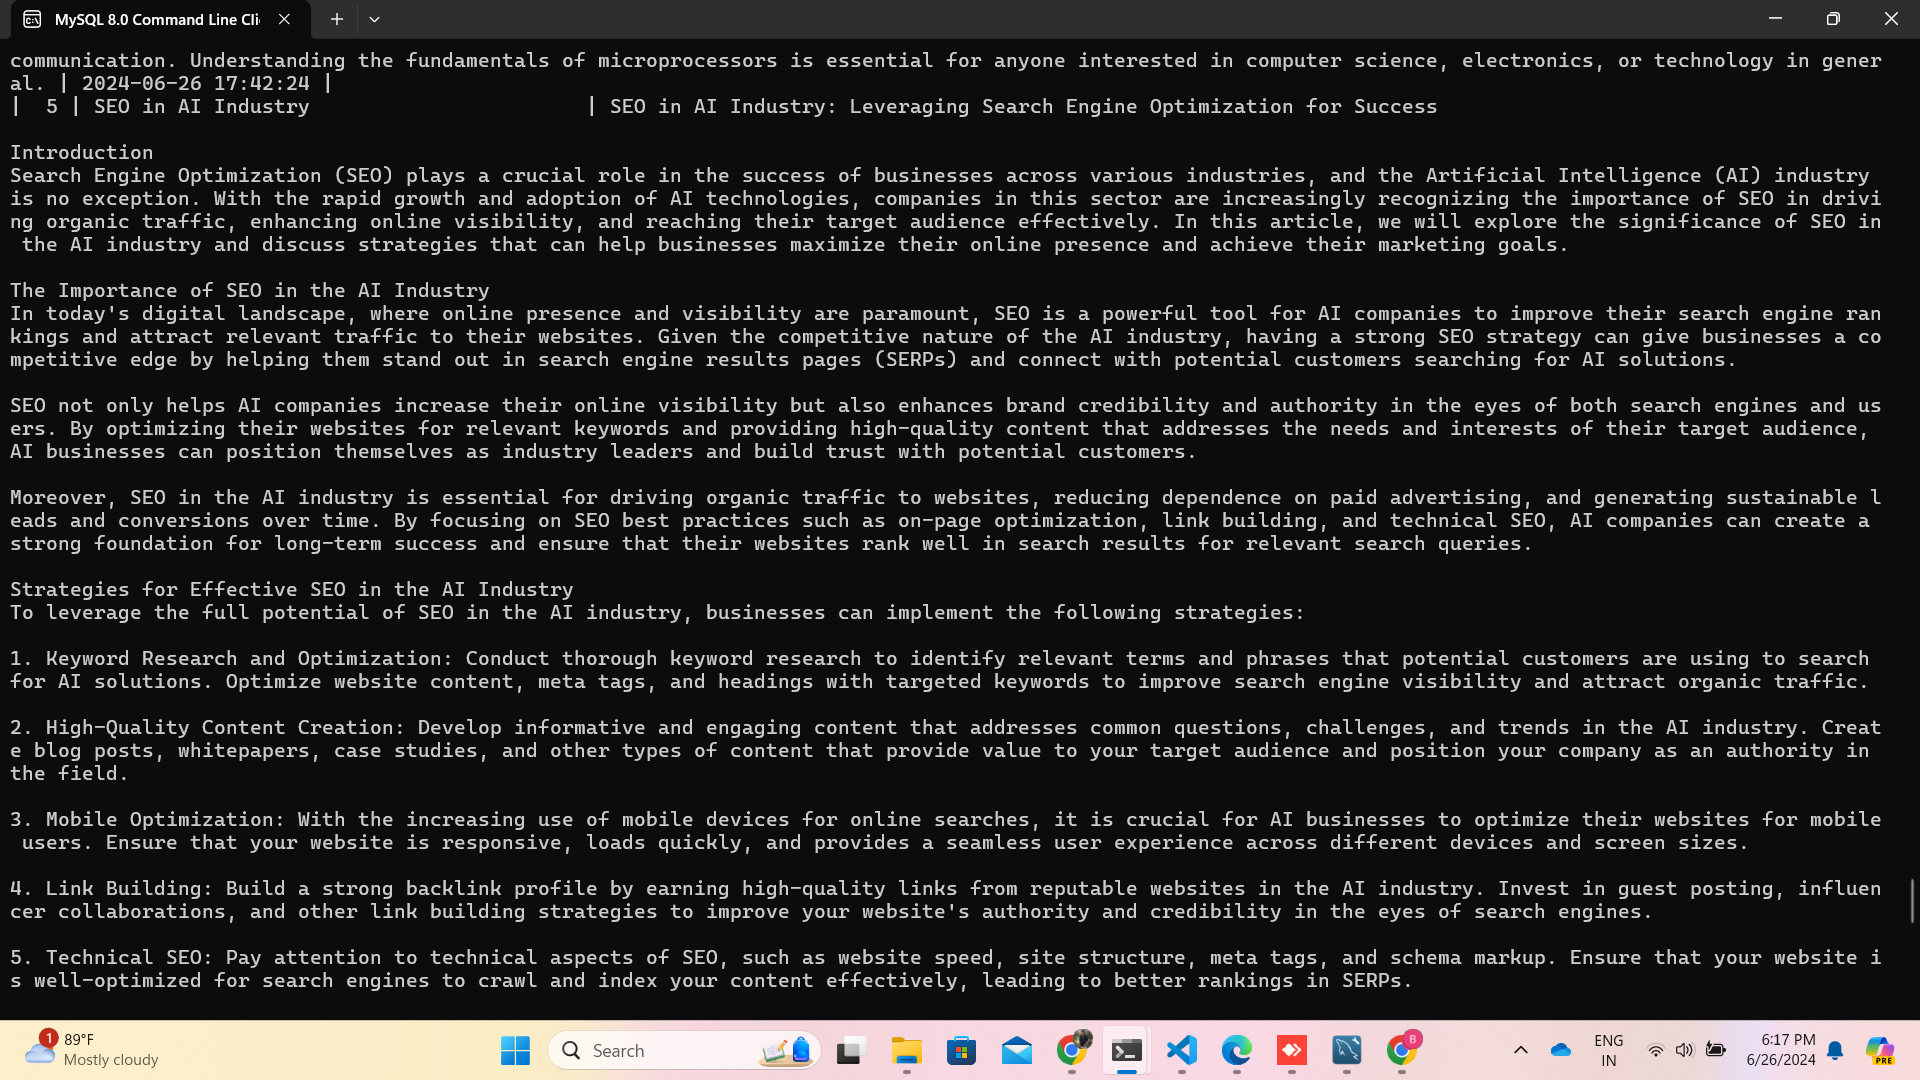 MySQL 8.0 Command Line Cli
communication. Understanding the fundamentals of microprocessors is essential for anyone interested in computer science, electronics, or technology in gener
al. | 2024-06-26 17:42:24 |
|  5 | SEO in AI Industry                       | SEO in AI Industry: Leveraging Search Engine Optimization for Success
Introduction
Search Engine Optimization (SEO) plays a crucial role in the success of businesses across various industries, and the Artificial Intelligence (AI) industry
is no exception. With the rapid growth and adoption of AI technologies, companies in this sector are increasingly recognizing the importance of SEO in drivi
ng organic traffic, enhancing online visibility, and reaching their target audience effectively. In this article, we will explore the significance of SEO in
the AI industry and discuss strategies that can help businesses maximize their online presence and achieve their marketing goals.
The Importance of SEO in the AI Industry
In today's digital landscape, where online presence and visibility are paramount, SEO is a powerful tool for AI companies to improve their search engine ran
kings and attract relevant traffic to their websites. Given the competitive nature of the AI industry, having a strong SEO strategy can give businesses a co
mpetitive edge by helping them stand out in search engine results pages (SERPs) and connect with potential customers searching for AI solutions.
SEO not only helps AI companies increase their online visibility but also enhances brand credibility and authority in the eyes of both search engines and us
ers. By optimizing their websites for relevant keywords and providing high-quality content that addresses the needs and interests of their target audience,
AI businesses can position themselves as industry leaders and build trust with potential customers.
Moreover, SEO in the AI industry is essential for driving organic traffic to websites, reducing dependence on paid advertising, and generating sustainable l
eads and conversions over time. By focusing on SEO best practices such as on-page optimization, link building, and technical SEO, AI companies can create a
strong foundation for long-term success and ensure that their websites rank well in search results for relevant search queries.
Strategies for Effective SEO in the AI Industry
To leverage the full potential of SEO in the AI industry, businesses can implement the following strategies:
1. Keyword Research and Optimization: Conduct thorough keyword research to identify relevant terms and phrases that potential customers are using to search
for AI solutions. Optimize website content, meta tags, and headings with targeted keywords to improve search engine visibility and attract organic traffic.
2. High-Quality Content Creation: Develop informative and engaging content that addresses common questions, challenges, and trends in the AI industry. Creat
e blog posts, whitepapers, case studies, and other types of content that provide value to your target audience and position your company as an authority in
the field.
3. Mobile Optimization: With the increasing use of mobile devices for online searches, it is crucial for AI businesses to optimize their websites for mobile
users. Ensure that your website is responsive, loads quickly, and provides a seamless user experience across different devices and screen sizes.
4. Link Building: Build a strong backlink profile by earning high-quality links from reputable websites in the AI industry. Invest in guest posting, influen
cer collaborations, and other link building strategies to improve your website's authority and credibility in the eyes of search engines.
5. Technical SEO: Pay attention to technical aspects of SEO, such as website speed, site structure, meta tags, and schema markup. Ensure that your website i
s well-optimized for search engines to crawl and index your content effectively, leading to better rankings in SERPs.
1
89°F
Mostly cloudy
Search
B
ENG
IN
6:17 PM
6/26/2024
PRE